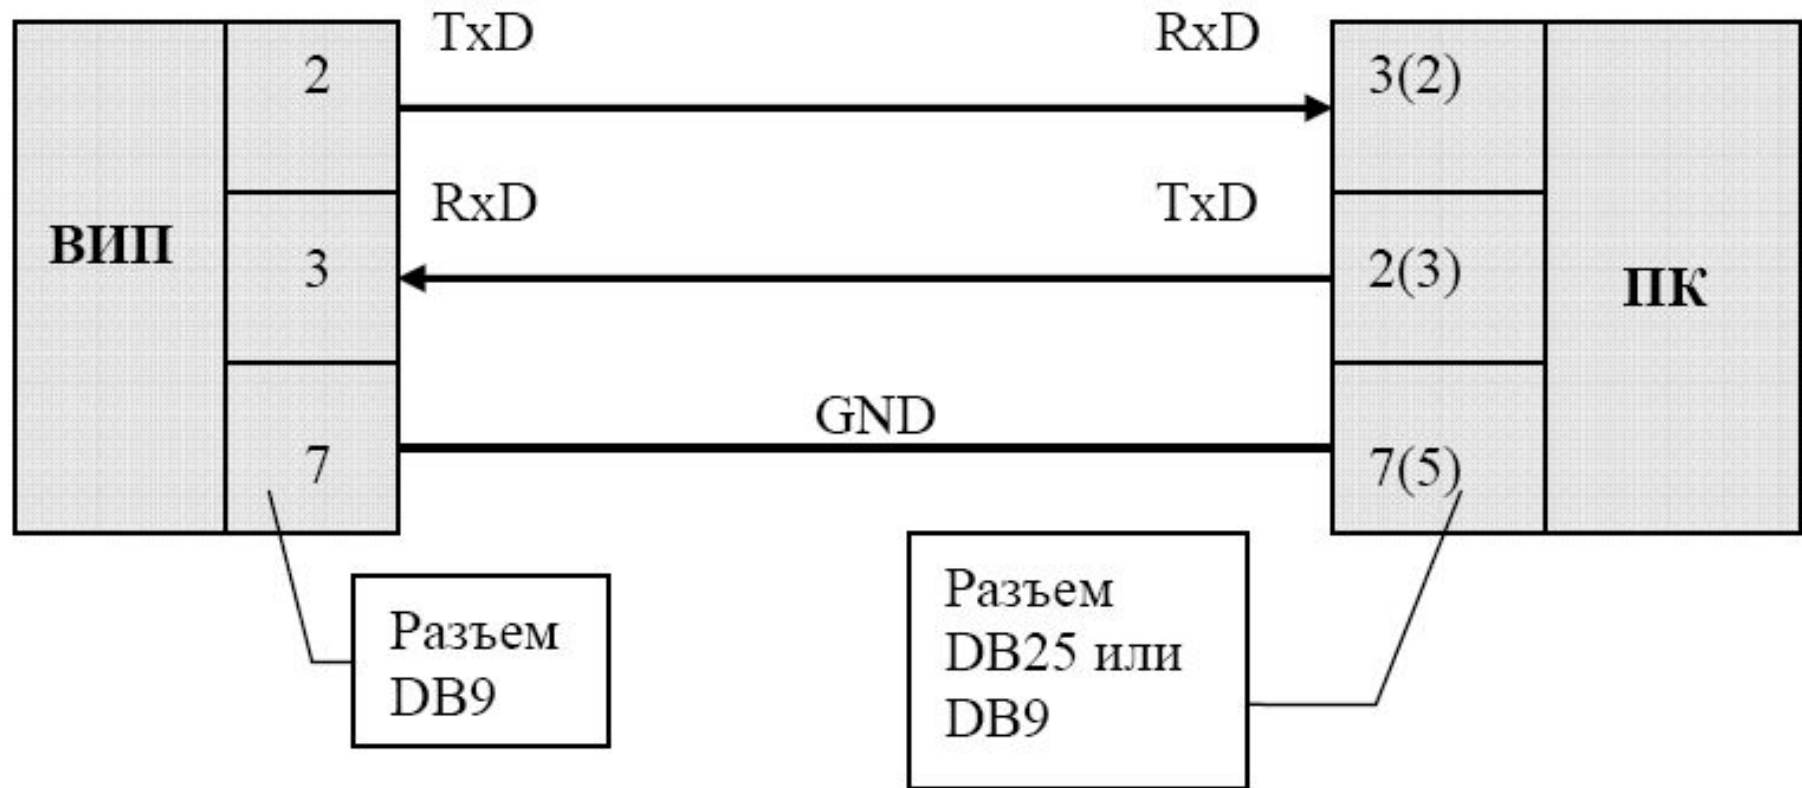 TxD
RxD
2
3(2)
RxD
TxD
ВИП
3
2(3)
ПК
GND
7
7(5)
Разъем
DB9
Разъем
DB25 или
DB9